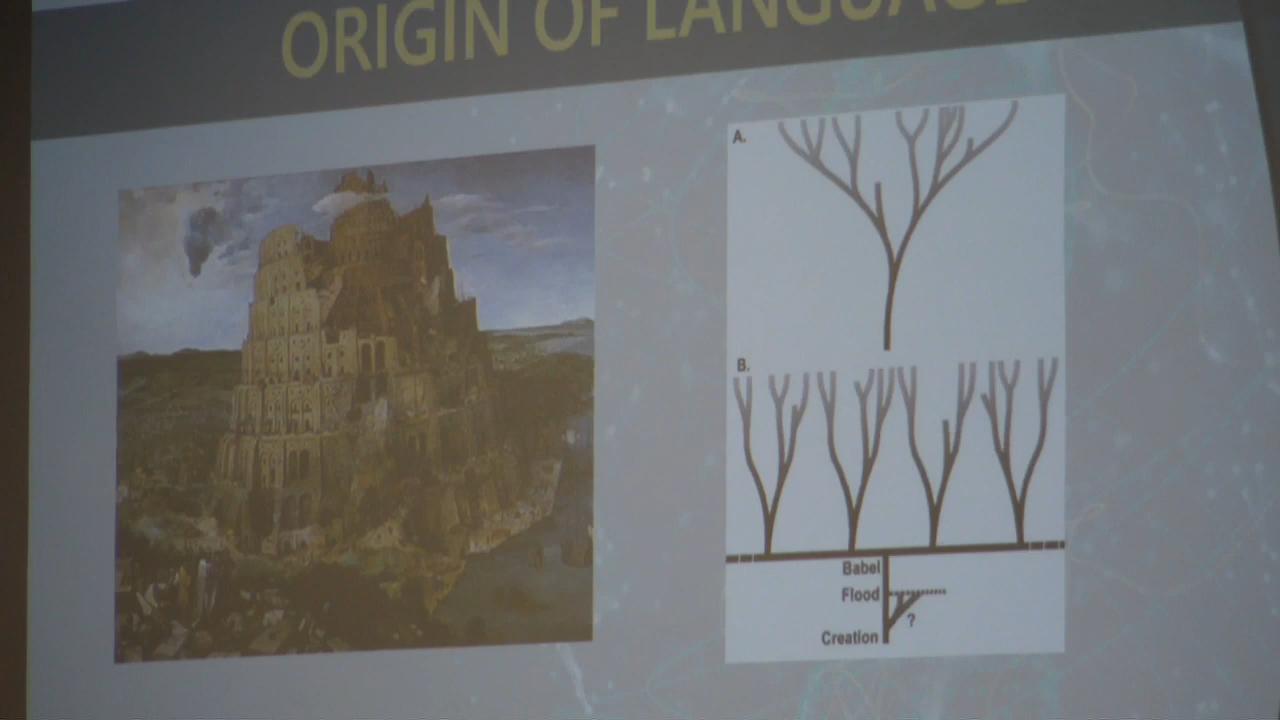 ORIGIN OF LANGUAGE
A.
B.
Babel
Flood
?
Creation